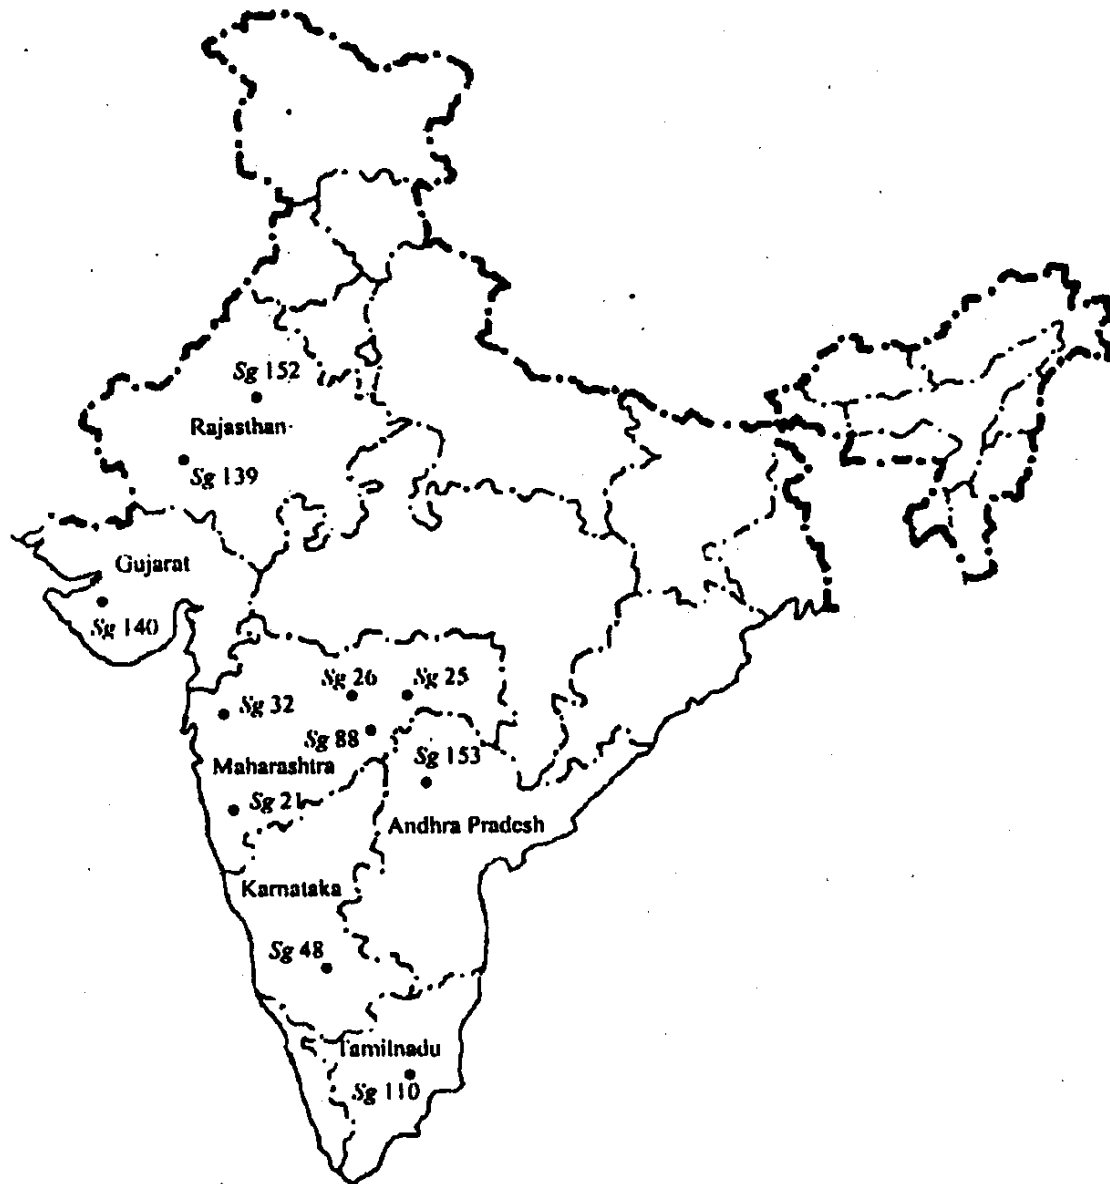 Sg 152
Rajasthan
Sg 139
Gujarat
Sg 140
Sg 26
Sg 25
Sg 32
Sg 88
Sg 153
Maharashtra
Sg 21
Andhra Pradesh
Karnataka
Sg 48
Tamilnadu
Sg 110